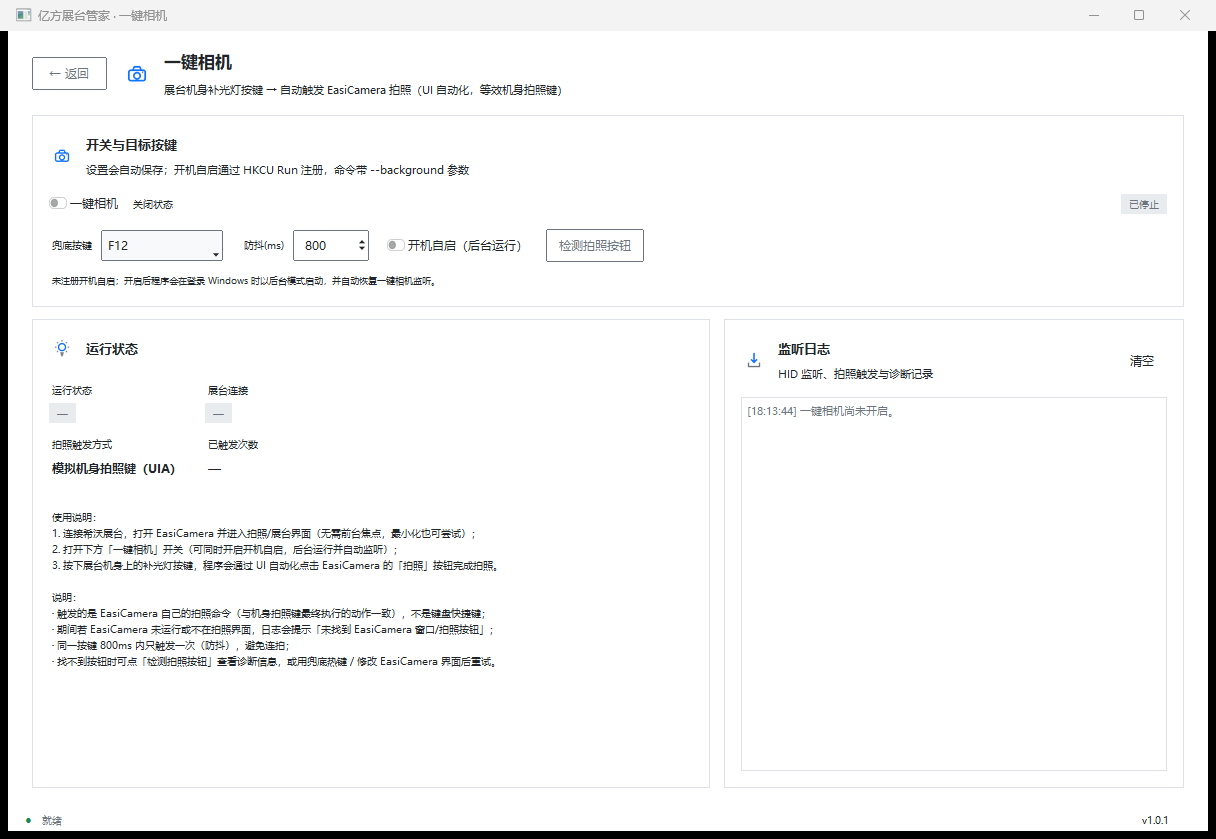 亿方展台管家 · 一键相机
← 返回
一键相机
展台机身补光灯按键 → 自动触发 EasiCamera 拍照（UI 自动化，等效机身拍照键）
开关与目标按键
设置会自动保存；开机自启通过 HKCU Run 注册，命令带 --background 参数
一键相机 关闭状态
已停止
兜底按键 F12 防抖(ms) 800 开机自启（后台运行） 检测拍照按钮
未注册开机自启；开启后程序会在登录 Windows 时以后台模式启动，并自动恢复一键相机监听。
运行状态
运行状态 展台连接
— —
拍照触发方式 已触发次数
模拟机身拍照键（UIA） —
使用说明：
1. 连接希沃展台，打开 EasiCamera 并进入拍照/展台界面（无需前台焦点，最小化也可尝试）；
2. 打开下方「一键相机」开关（可同时开启开机自启，后台运行并自动监听）；
3. 按下展台机身上的补光灯按键，程序会通过 UI 自动化点击 EasiCamera 的「拍照」按钮完成拍照。
说明：
· 触发的是 EasiCamera 自己的拍照命令（与机身拍照键最终执行的动作一致），不是键盘快捷键；
· 期间若 EasiCamera 未运行或不在拍照界面，日志会提示「未找到 EasiCamera 窗口/拍照按钮」；
· 同一按键 800ms 内只触发一次（防抖），避免连拍；
· 找不到按钮时可点「检测拍照按钮」查看诊断信息，或用兜底热键 / 修改 EasiCamera 界面后重试。
监听日志
HID 监听、拍照触发与诊断记录
清空
[18:13:44] 一键相机尚未开启。
就绪
v1.0.1